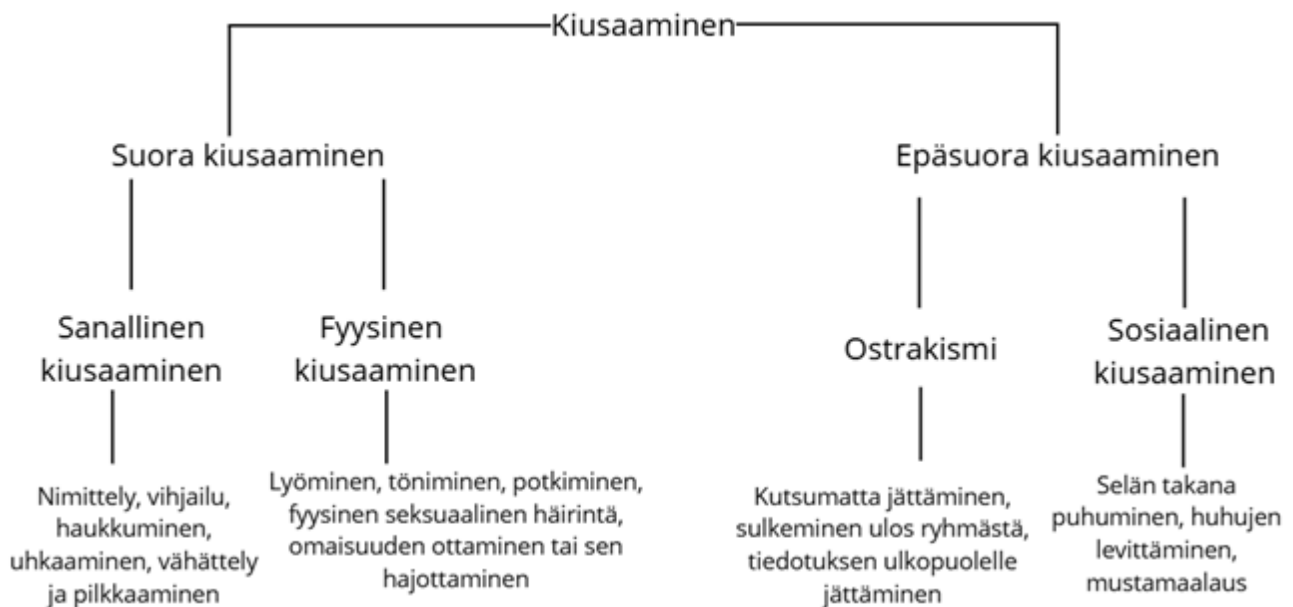 Kiusaaminen
Suora kiusaaminen
Epäsuora kiusaaminen
Sanallinen
kiusaaminen
Fyysinen
kiusaaminen
Ostrakismi
Sosiaalinen
kiusaaminen
Nimittely, vihjailu,
haukkuminen,
uhkaaminen, vähättely
ja pilkkaaminen
Lyöminen, töniminen, potkiminen,
fyysinen seksuaalinen häirintä,
omaisuuden ottaminen tai sen
hajottaminen
Kutsumatta jättäminen,
sulkeminen ulos ryhmästä,
tiedotuksen ulkopuolelle
jättäminen
Selän takana
puhuminen, huhujen
levittäminen,
mustamaalaus